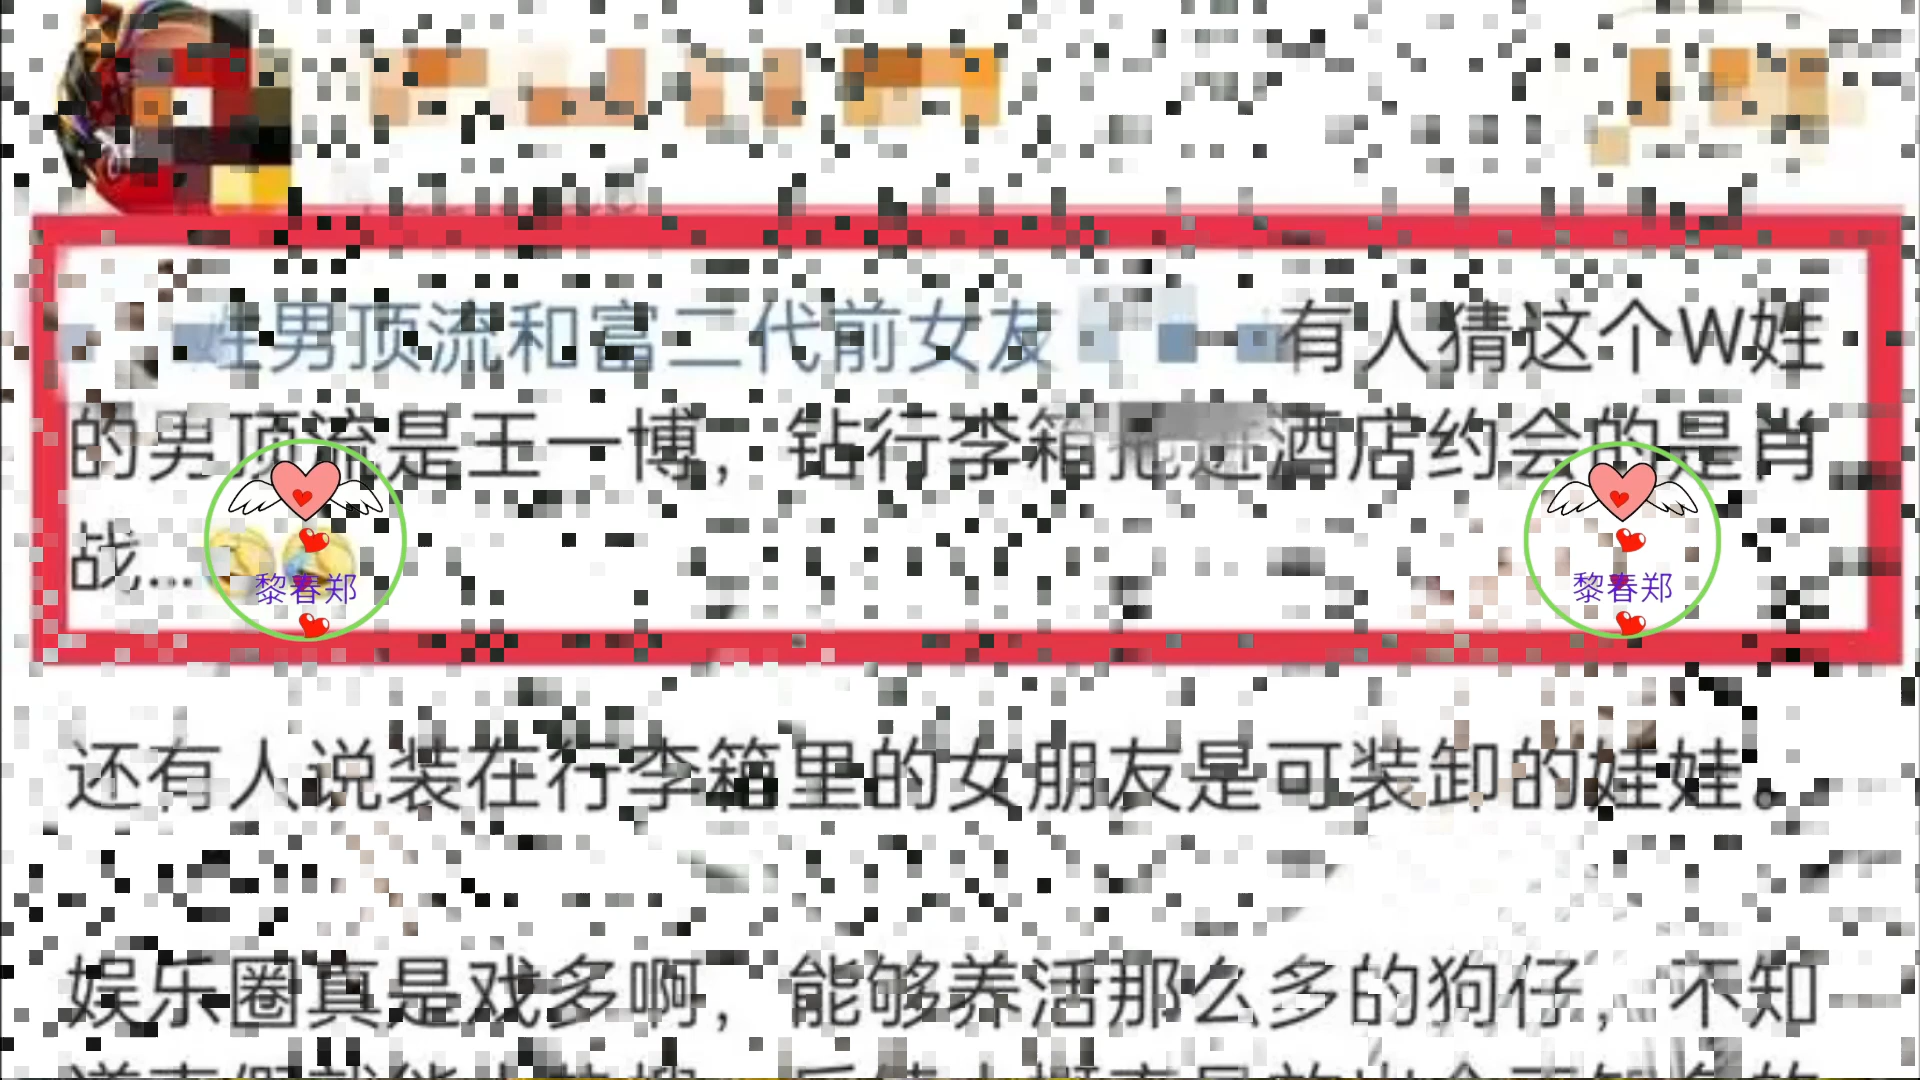 姓男顶流和富二代前女友 有人猜这个W姓
的男顶流是王一博，钻行李箱拖进酒店约会的是肖
战...
黎春郑
黎春郑
还有人说装在行李箱里的女朋友是可装卸的娃娃。
娱乐圈真是戏多啊，能够养活那么多的狗仔，不知